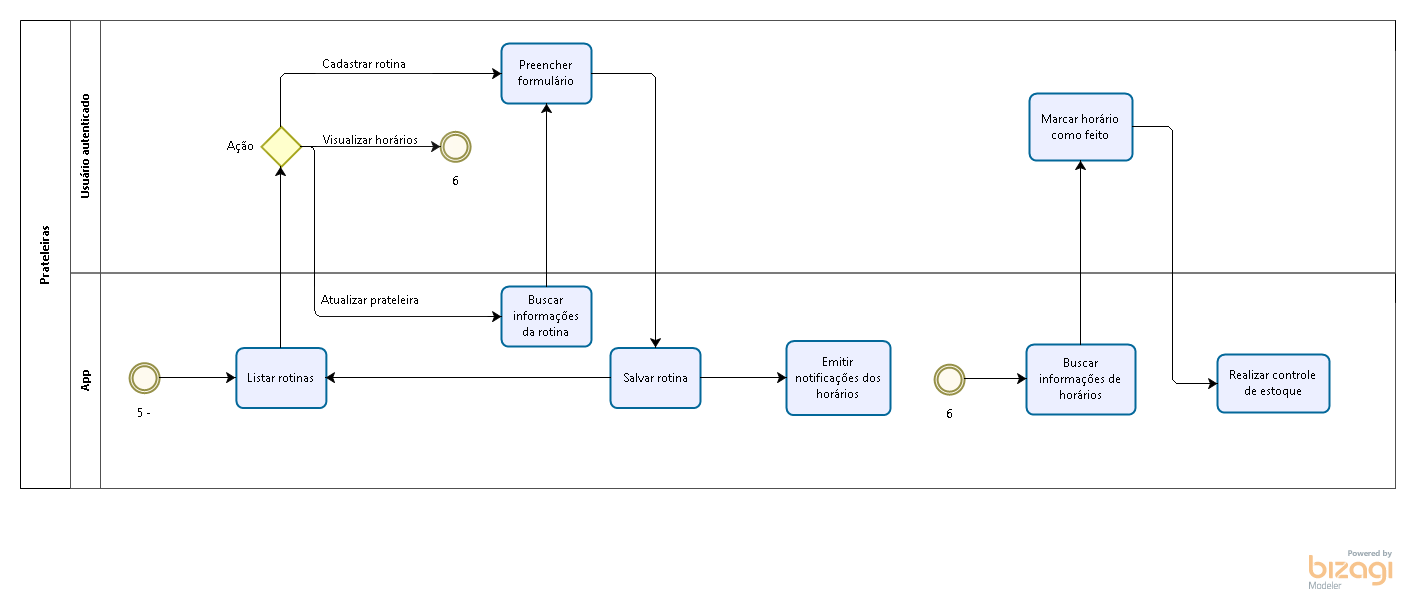 Prateleiras
Usuário autenticado
Cadastrar rotina
Preencher
formulário
Ação
Visualizar horários
6
Marcar horário
como feito
App
Atualizar prateleira
Buscar
informações
da rotina
5 -
Listar rotinas
Salvar rotina
Emitir
notificações dos
horários
6
Buscar
informações de
horários
Realizar controle
de estoque
Powered by
bizagi
Modeler